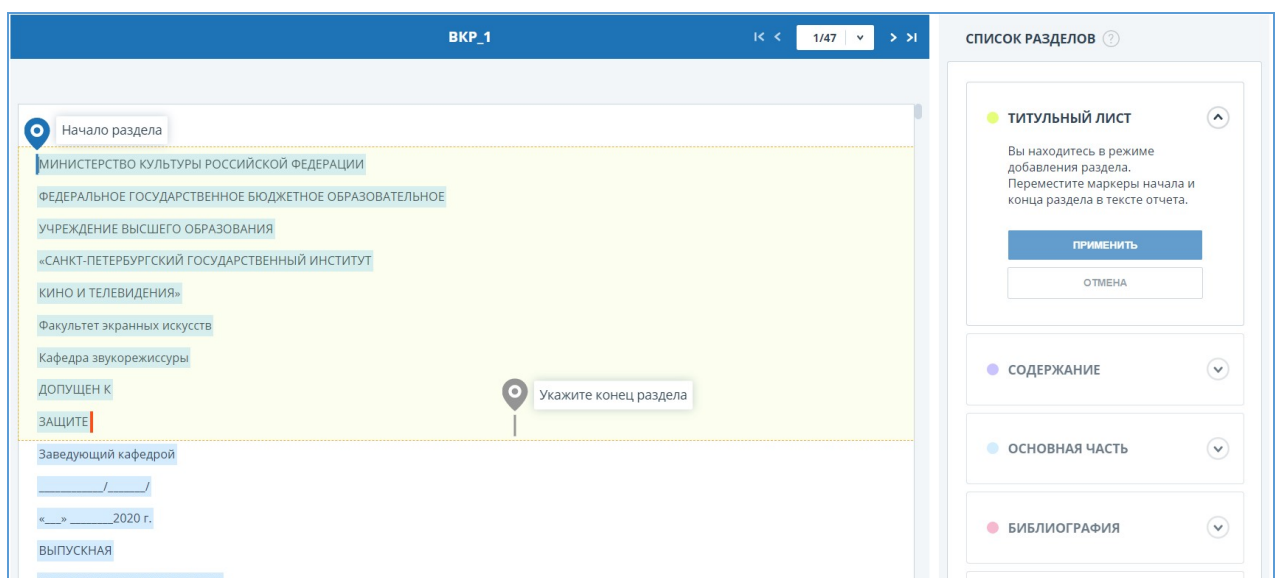 ВКР_1
1/47
СПИСОК РАЗДЕЛОВ ?
Начало раздела
МИНИСТЕРСТВО КУЛЬТУРЫ РОССИЙСКОЙ ФЕДЕРАЦИИ
ФЕДЕРАЛЬНОЕ ГОСУДАРСТВЕННОЕ БЮДЖЕТНОЕ ОБРАЗОВАТЕЛЬНОЕ
УЧРЕЖДЕНИЕ ВЫСШЕГО ОБРАЗОВАНИЯ
«САНКТ-ПЕТЕРБУРГСКИЙ ГОСУДАРСТВЕННЫЙ ИНСТИТУТ
КИНО И ТЕЛЕВИДЕНИЯ»
Факультет экранных искусств
Кафедра звукорежиссуры
ДОПУЩЕН К
ЗАЩИТЕ
Укажите конец раздела
Заведующий кафедрой
___________/______/
«___» ________2020 г.
ВЫПУСКНАЯ
ТИТУЛЬНЫЙ ЛИСТ
Вы находитесь в режиме
добавления раздела.
Переместите маркеры начала и
конца раздела в тексте отчета.
ПРИМЕНИТЬ
ОТМЕНА
СОДЕРЖАНИЕ
ОСНОВНАЯ ЧАСТЬ
БИБЛИОГРАФИЯ